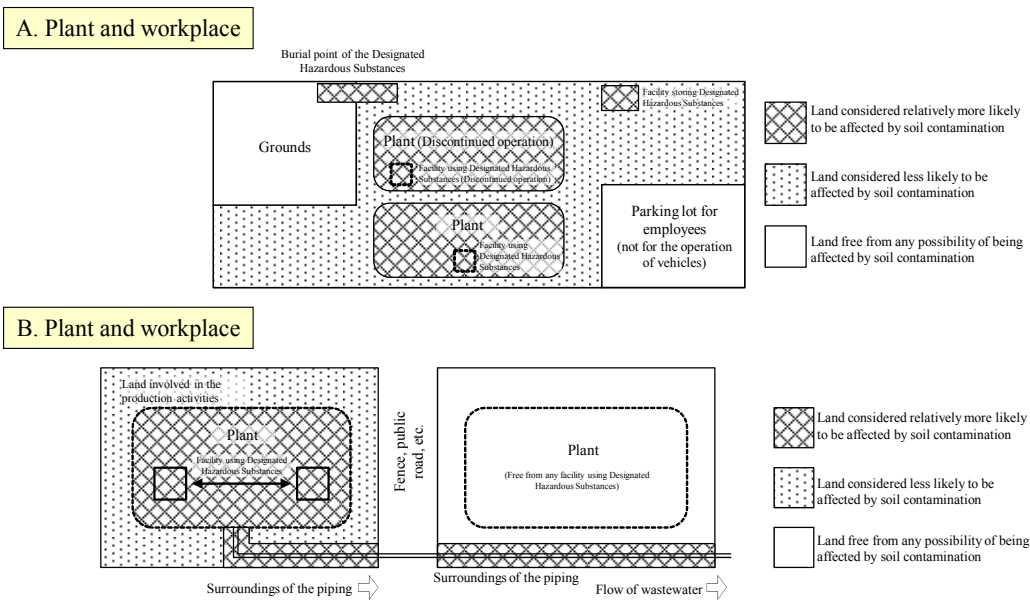 A. Plant and workplace
Burial point of the Designated
Hazardous Substances
Facility storing Designated
Hazardous Substances
Grounds
Plant (Discontinued operation)
Facility using Designated Hazardous
Substances (Discontinued operation)
Plant
Facility using
Designated Hazardous
Substances
Parking lot for
employees
(not for the operation
of vehicles)
Land considered relatively more likely
to be affected by soil contamination
Land considered less likely to be
affected by soil contamination
Land free from any possibility of being
affected by soil contamination
B. Plant and workplace
Land involved in the
production activities
Plant
Facility using Designated
Hazardous Substances
Fence, public
road, etc.
Plant
(Free from any facility using Designated
Hazardous Substances)
Surroundings of the piping
Surroundings of the piping
Flow of wastewater
Land considered relatively more likely
to be affected by soil contamination
Land considered less likely to be
affected by soil contamination
Land free from any possibility of being
affected by soil contamination